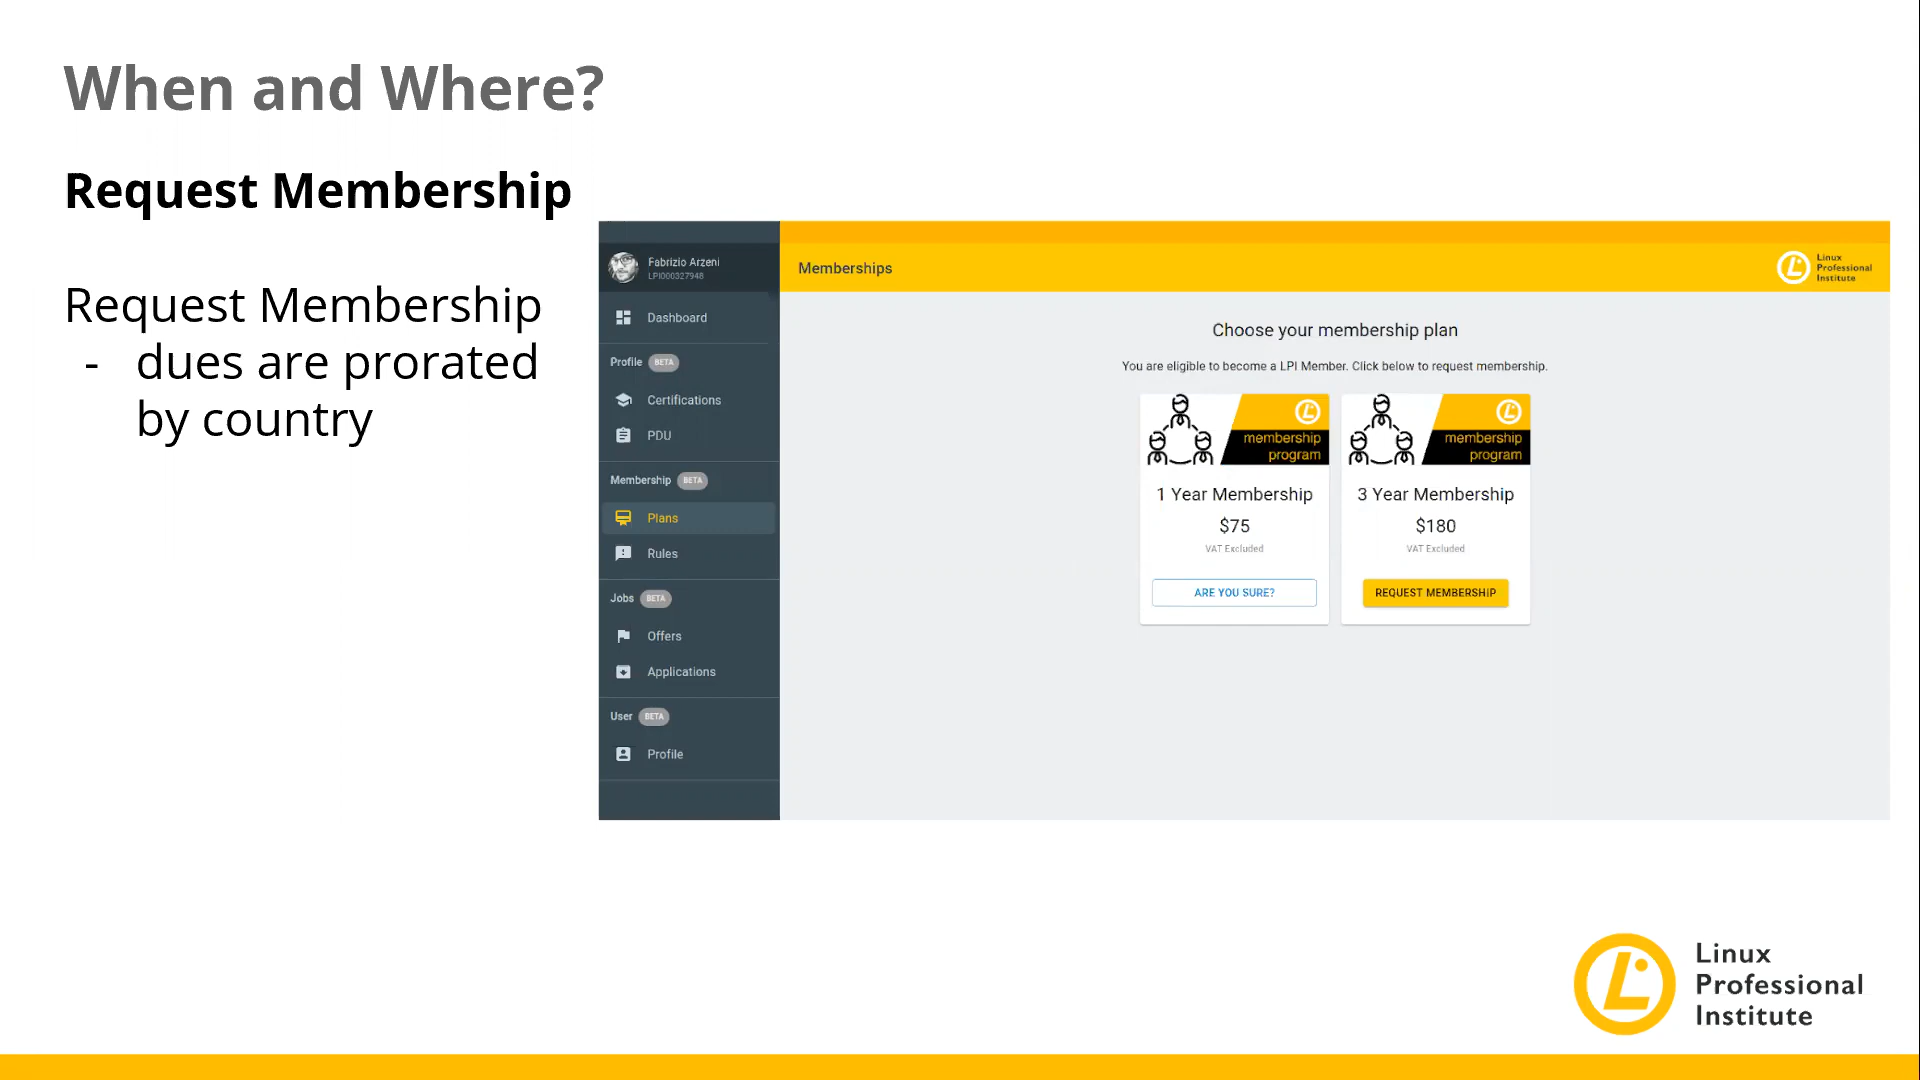 When and Where?
Request Membership
Request Membership
- dues are prorated
by country
Fabrizio Arzeni
LPI000327948
Dashboard
Profile BETA
Certifications
PDU
Membership BETA
Plans
Rules
Jobs BETA
Offers
Applications
User BETA
Profile
Memberships
Linux
Professional
Institute
Choose your membership plan
You are eligible to become a LPI Member. Click below to request membership.
membership
program
1 Year Membership
$75
VAT Excluded
ARE YOU SURE?
membership
program
3 Year Membership
$180
VAT Excluded
REQUEST MEMBERSHIP
Linux
Professional
Institute